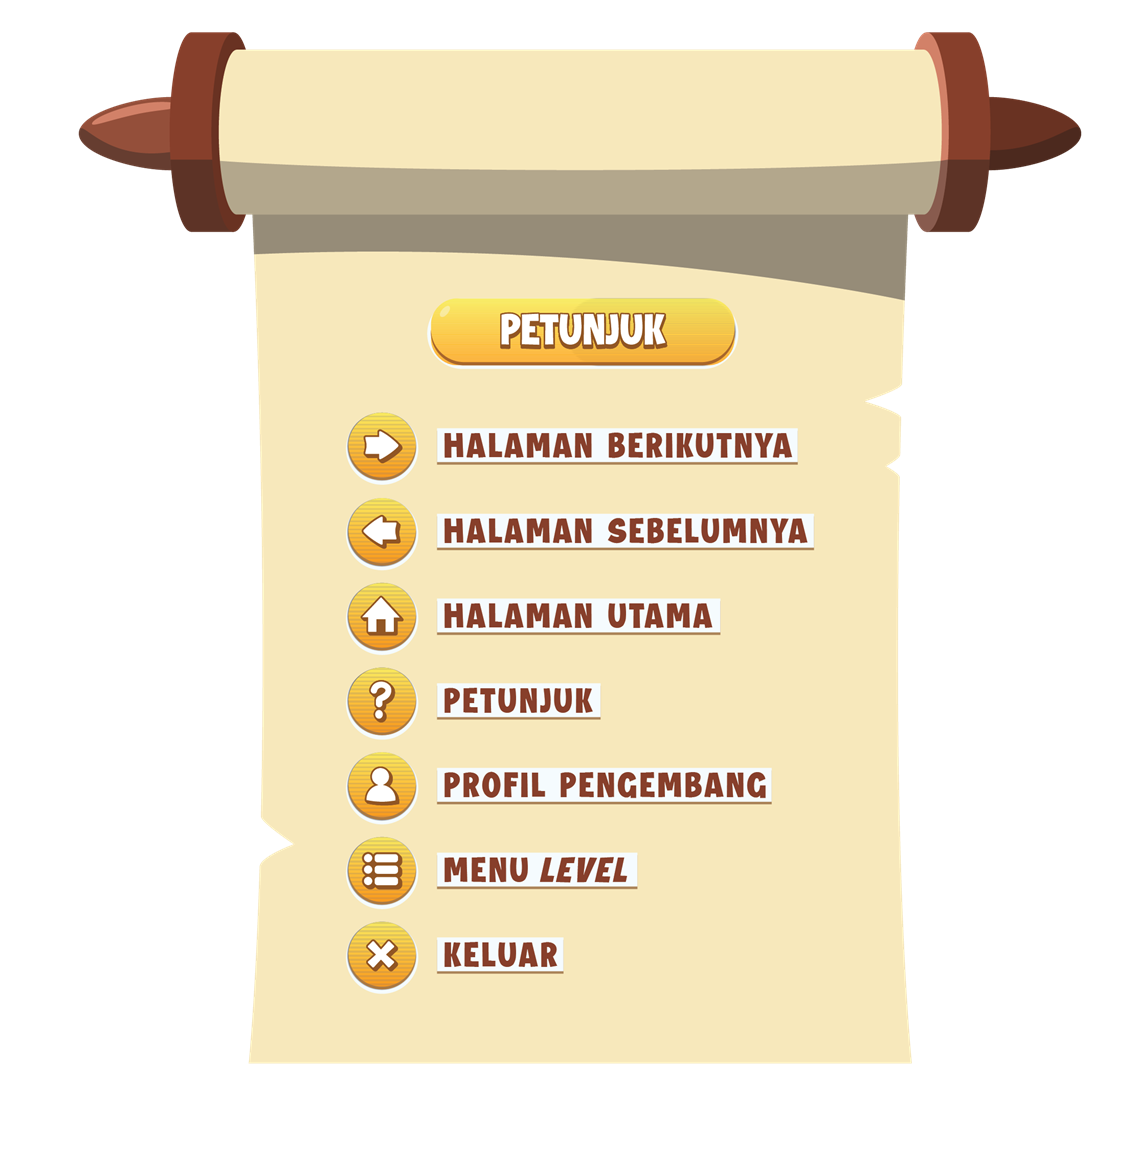 PETUNJUK
HALAMAN BERIKUTNYA
HALAMAN SEBELUMNYA
HALAMAN UTAMA
PETUNJUK
PROFIL PENGEMBANG
MENU LEVEL
KELUAR